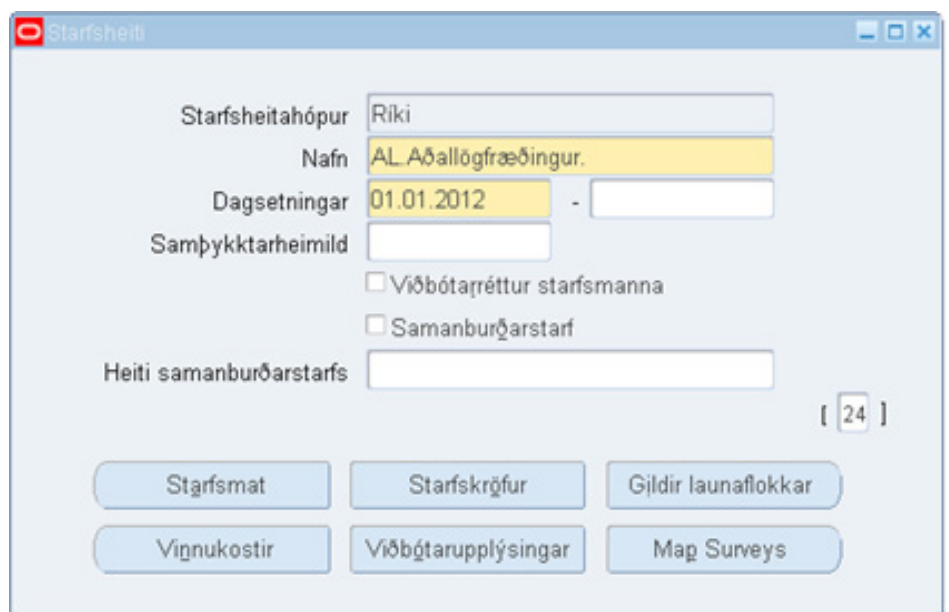 Starfsheiti
Starfsheitahópur Ríki
Nafn AL.Aðallögfræðingur.
Dagsetningar 01.01.2012 -
Samþykktarheimild
Viðbótarréttur starfsmanna
Samanburðarstarf
Heiti samanburðarstarfs
[ 24 ]
Starfsmat Starfskröfur Gildir launaflokkar
Vinnukostir Viðbótarupplýsingar Map Surveys